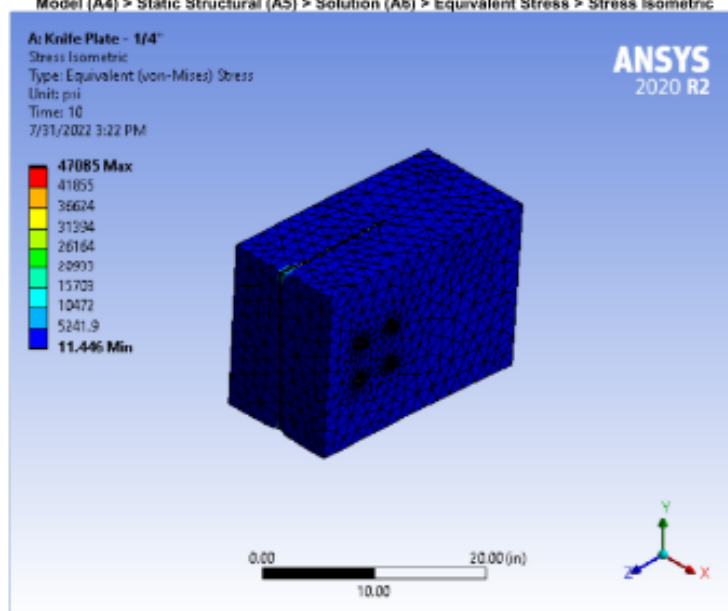 Model (A4) > Static Structural (A5) > Solution (A6) > Equivalent Stress > Stress Isometric
A: Knife Plate - 1/4"
Stress Isometric
Type: Equivalent (von-Mises) Stress
Unit: psi
Time: 10
7/31/2022 3:22 PM
ANSYS
2020 R2
47085 Max
41855
36624
31394
26164
20933
15703
10472
5241.9
11.446 Min
0.00
20.00 (in)
10.00
Y
Z
X